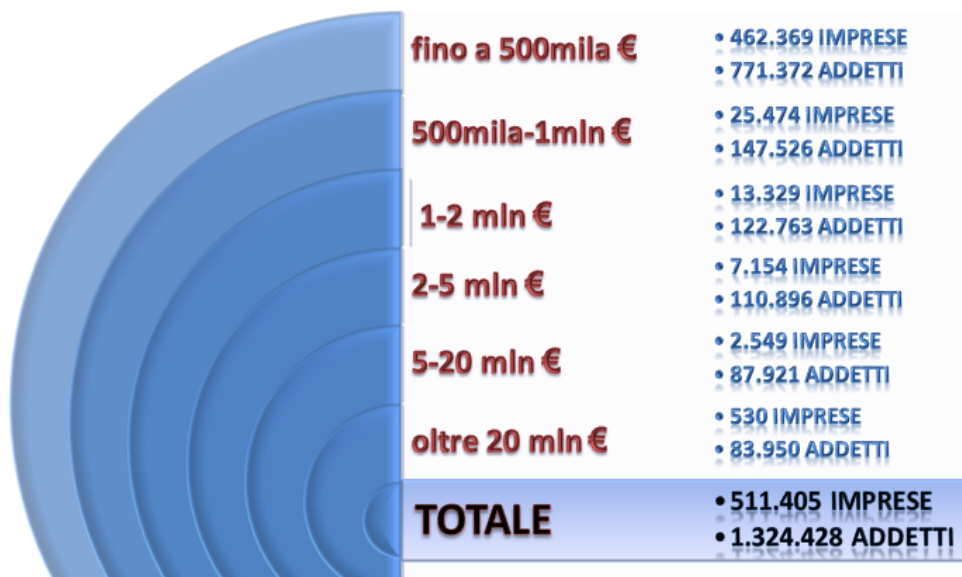 fino a 500mila €
• 462.369 IMPRESE
• 771.372 ADDETTI
500mila-1mln €
• 25.474 IMPRESE
• 147.526 ADDETTI
1-2 mln €
• 13.329 IMPRESE
• 122.763 ADDETTI
2-5 mln €
• 7.154 IMPRESE
• 110.896 ADDETTI
5-20 mln €
• 2.549 IMPRESE
• 87.921 ADDETTI
oltre 20 mln €
• 530 IMPRESE
• 83.950 ADDETTI
TOTALE
• 511.405 IMPRESE
• 1.324.428 ADDETTI